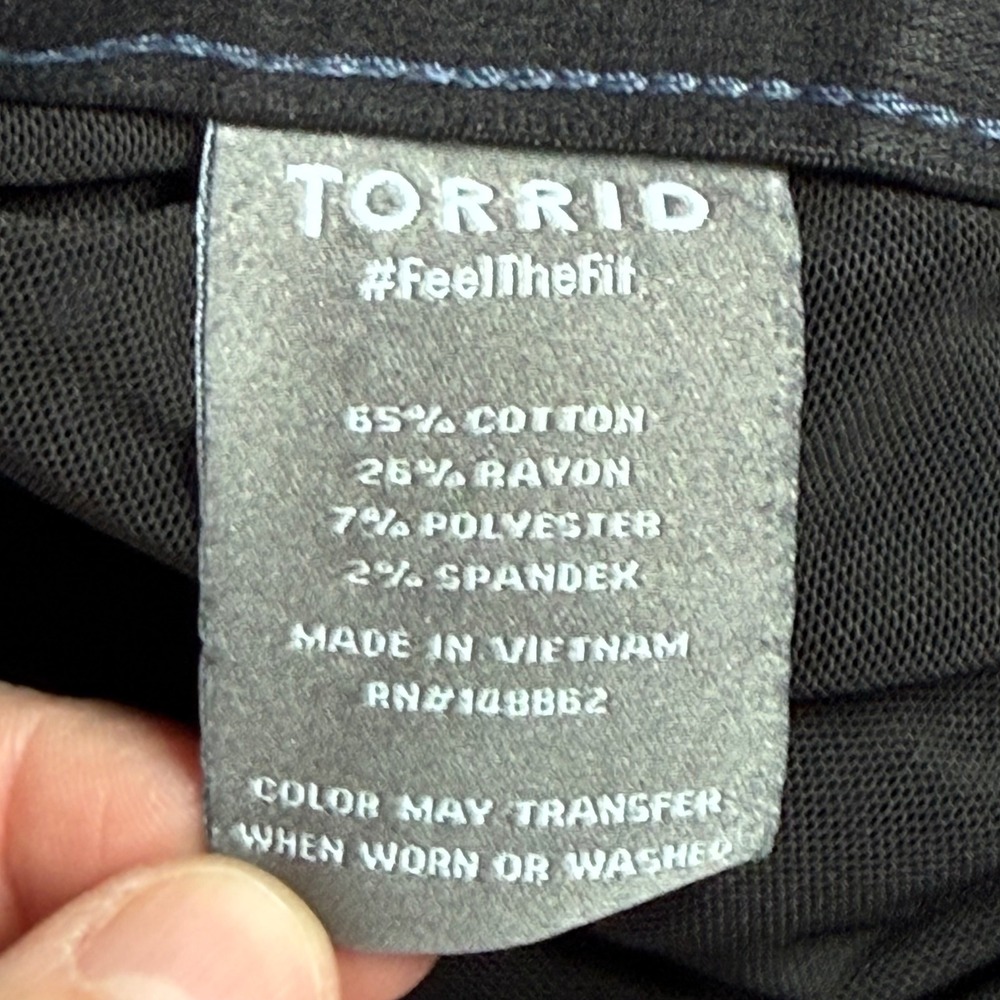 TORRID
#FeelTheFit
65% COTTON
26% RAYON
7% POLYESTER
2% SPANDEX
MADE IN VIETNAM
RN#148862
COLOR MAY TRANSFER
WHEN WORN OR WASHED